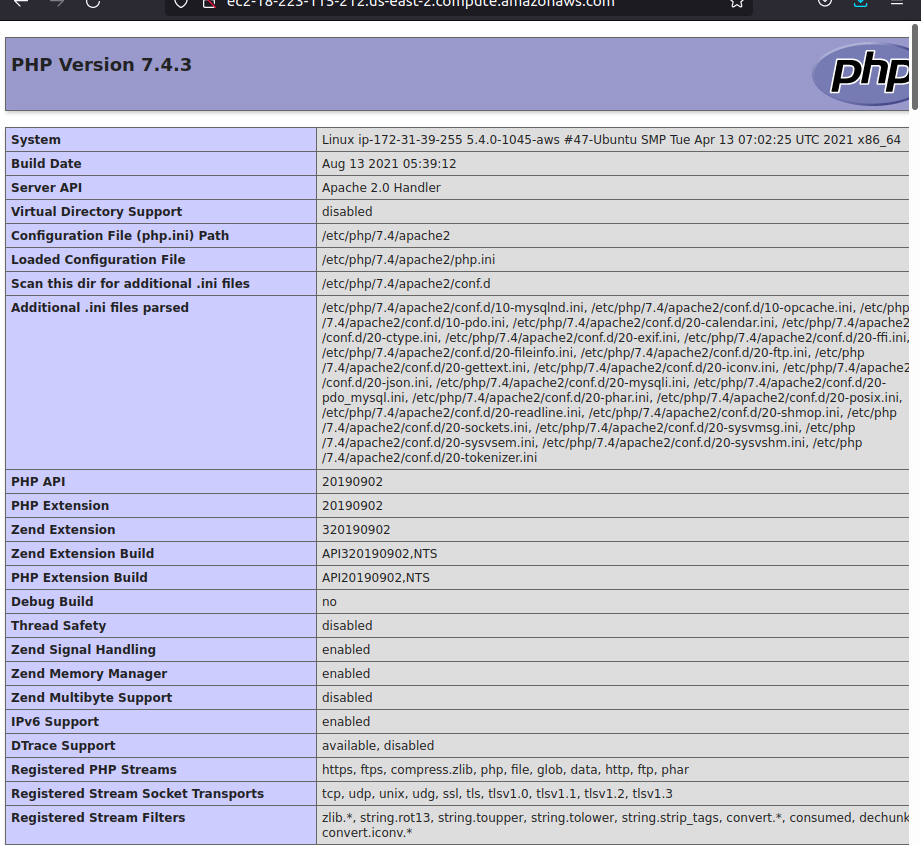 ec2-18-223-115-212.us-east-2.compute.amazonaws.com
PHP Version 7.4.3
php
System Linux ip-172-31-39-255 5.4.0-1045-aws #47-Ubuntu SMP Tue Apr 13 07:02:25 UTC 2021 x86_64
Build Date Aug 13 2021 05:39:12
Server API Apache 2.0 Handler
Virtual Directory Support disabled
Configuration File (php.ini) Path /etc/php/7.4/apache2
Loaded Configuration File /etc/php/7.4/apache2/php.ini
Scan this dir for additional .ini files /etc/php/7.4/apache2/conf.d
Additional .ini files parsed /etc/php/7.4/apache2/conf.d/10-mysqlnd.ini, /etc/php/7.4/apache2/conf.d/10-opcache.ini, /etc/php
/7.4/apache2/conf.d/10-pdo.ini, /etc/php/7.4/apache2/conf.d/20-calendar.ini, /etc/php/7.4/apache2
/conf.d/20-ctype.ini, /etc/php/7.4/apache2/conf.d/20-exif.ini, /etc/php/7.4/apache2/conf.d/20-ffi.ini,
/etc/php/7.4/apache2/conf.d/20-fileinfo.ini, /etc/php/7.4/apache2/conf.d/20-ftp.ini, /etc/php
/7.4/apache2/conf.d/20-gettext.ini, /etc/php/7.4/apache2/conf.d/20-iconv.ini, /etc/php/7.4/apache2
/conf.d/20-json.ini, /etc/php/7.4/apache2/conf.d/20-mysqli.ini, /etc/php/7.4/apache2/conf.d/20-
pdo_mysql.ini, /etc/php/7.4/apache2/conf.d/20-phar.ini, /etc/php/7.4/apache2/conf.d/20-posix.ini,
/etc/php/7.4/apache2/conf.d/20-readline.ini, /etc/php/7.4/apache2/conf.d/20-shmop.ini, /etc/php
/7.4/apache2/conf.d/20-sockets.ini, /etc/php/7.4/apache2/conf.d/20-sysvmsg.ini, /etc/php
/7.4/apache2/conf.d/20-sysvsem.ini, /etc/php/7.4/apache2/conf.d/20-sysvshm.ini, /etc/php
/7.4/apache2/conf.d/20-tokenizer.ini
PHP API 20190902
PHP Extension 20190902
Zend Extension 320190902
Zend Extension Build API320190902,NTS
PHP Extension Build API20190902,NTS
Debug Build no
Thread Safety disabled
Zend Signal Handling enabled
Zend Memory Manager enabled
Zend Multibyte Support disabled
IPv6 Support enabled
DTrace Support available, disabled
Registered PHP Streams https, ftps, compress.zlib, php, file, glob, data, http, ftp, phar
Registered Stream Socket Transports tcp, udp, unix, udg, ssl, tls, tlsv1.0, tlsv1.1, tlsv1.2, tlsv1.3
Registered Stream Filters zlib.*, string.rot13, string.toupper, string.tolower, string.strip_tags, convert.*, consumed, dechunk
convert.iconv.*